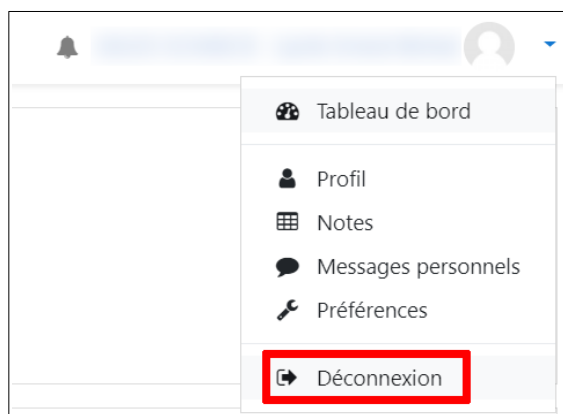 Tableau de bord
Profil
Notes
Messages personnels
Préférences
Déconnexion